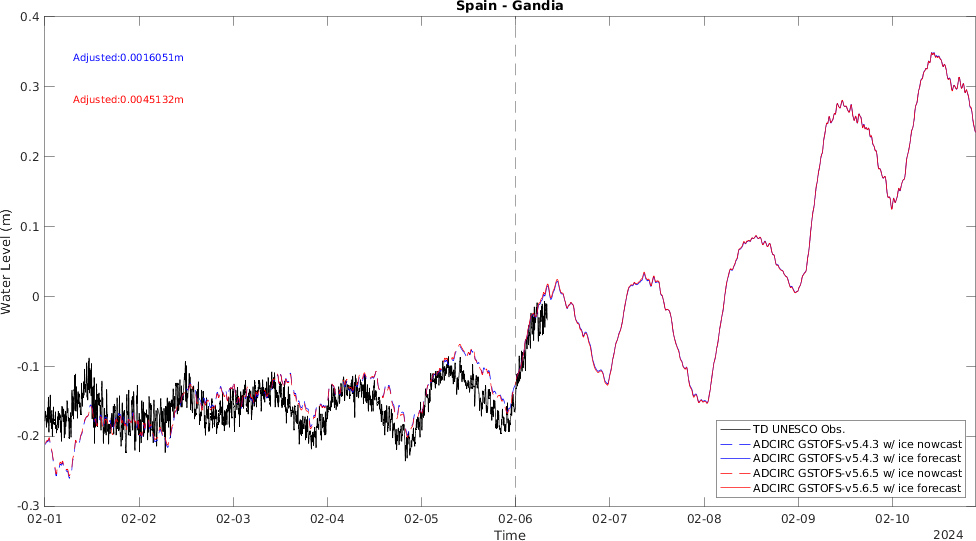 Spain - Gandia
0.4
0.3
0.2
0.1
0
-0.1
-0.2
-0.3
Water Level (m)
Adjusted:0.0016051m
Adjusted:0.0045132m
TD UNESCO Obs.
ADCIRC GSTOFS-v5.4.3 w/ ice nowcast
ADCIRC GSTOFS-v5.4.3 w/ ice forecast
ADCIRC GSTOFS-v5.6.5 w/ ice nowcast
ADCIRC GSTOFS-v5.6.5 w/ ice forecast
02-01 02-02 02-03 02-04 02-05 02-06 02-07 02-08 02-09 02-10
Time
2024